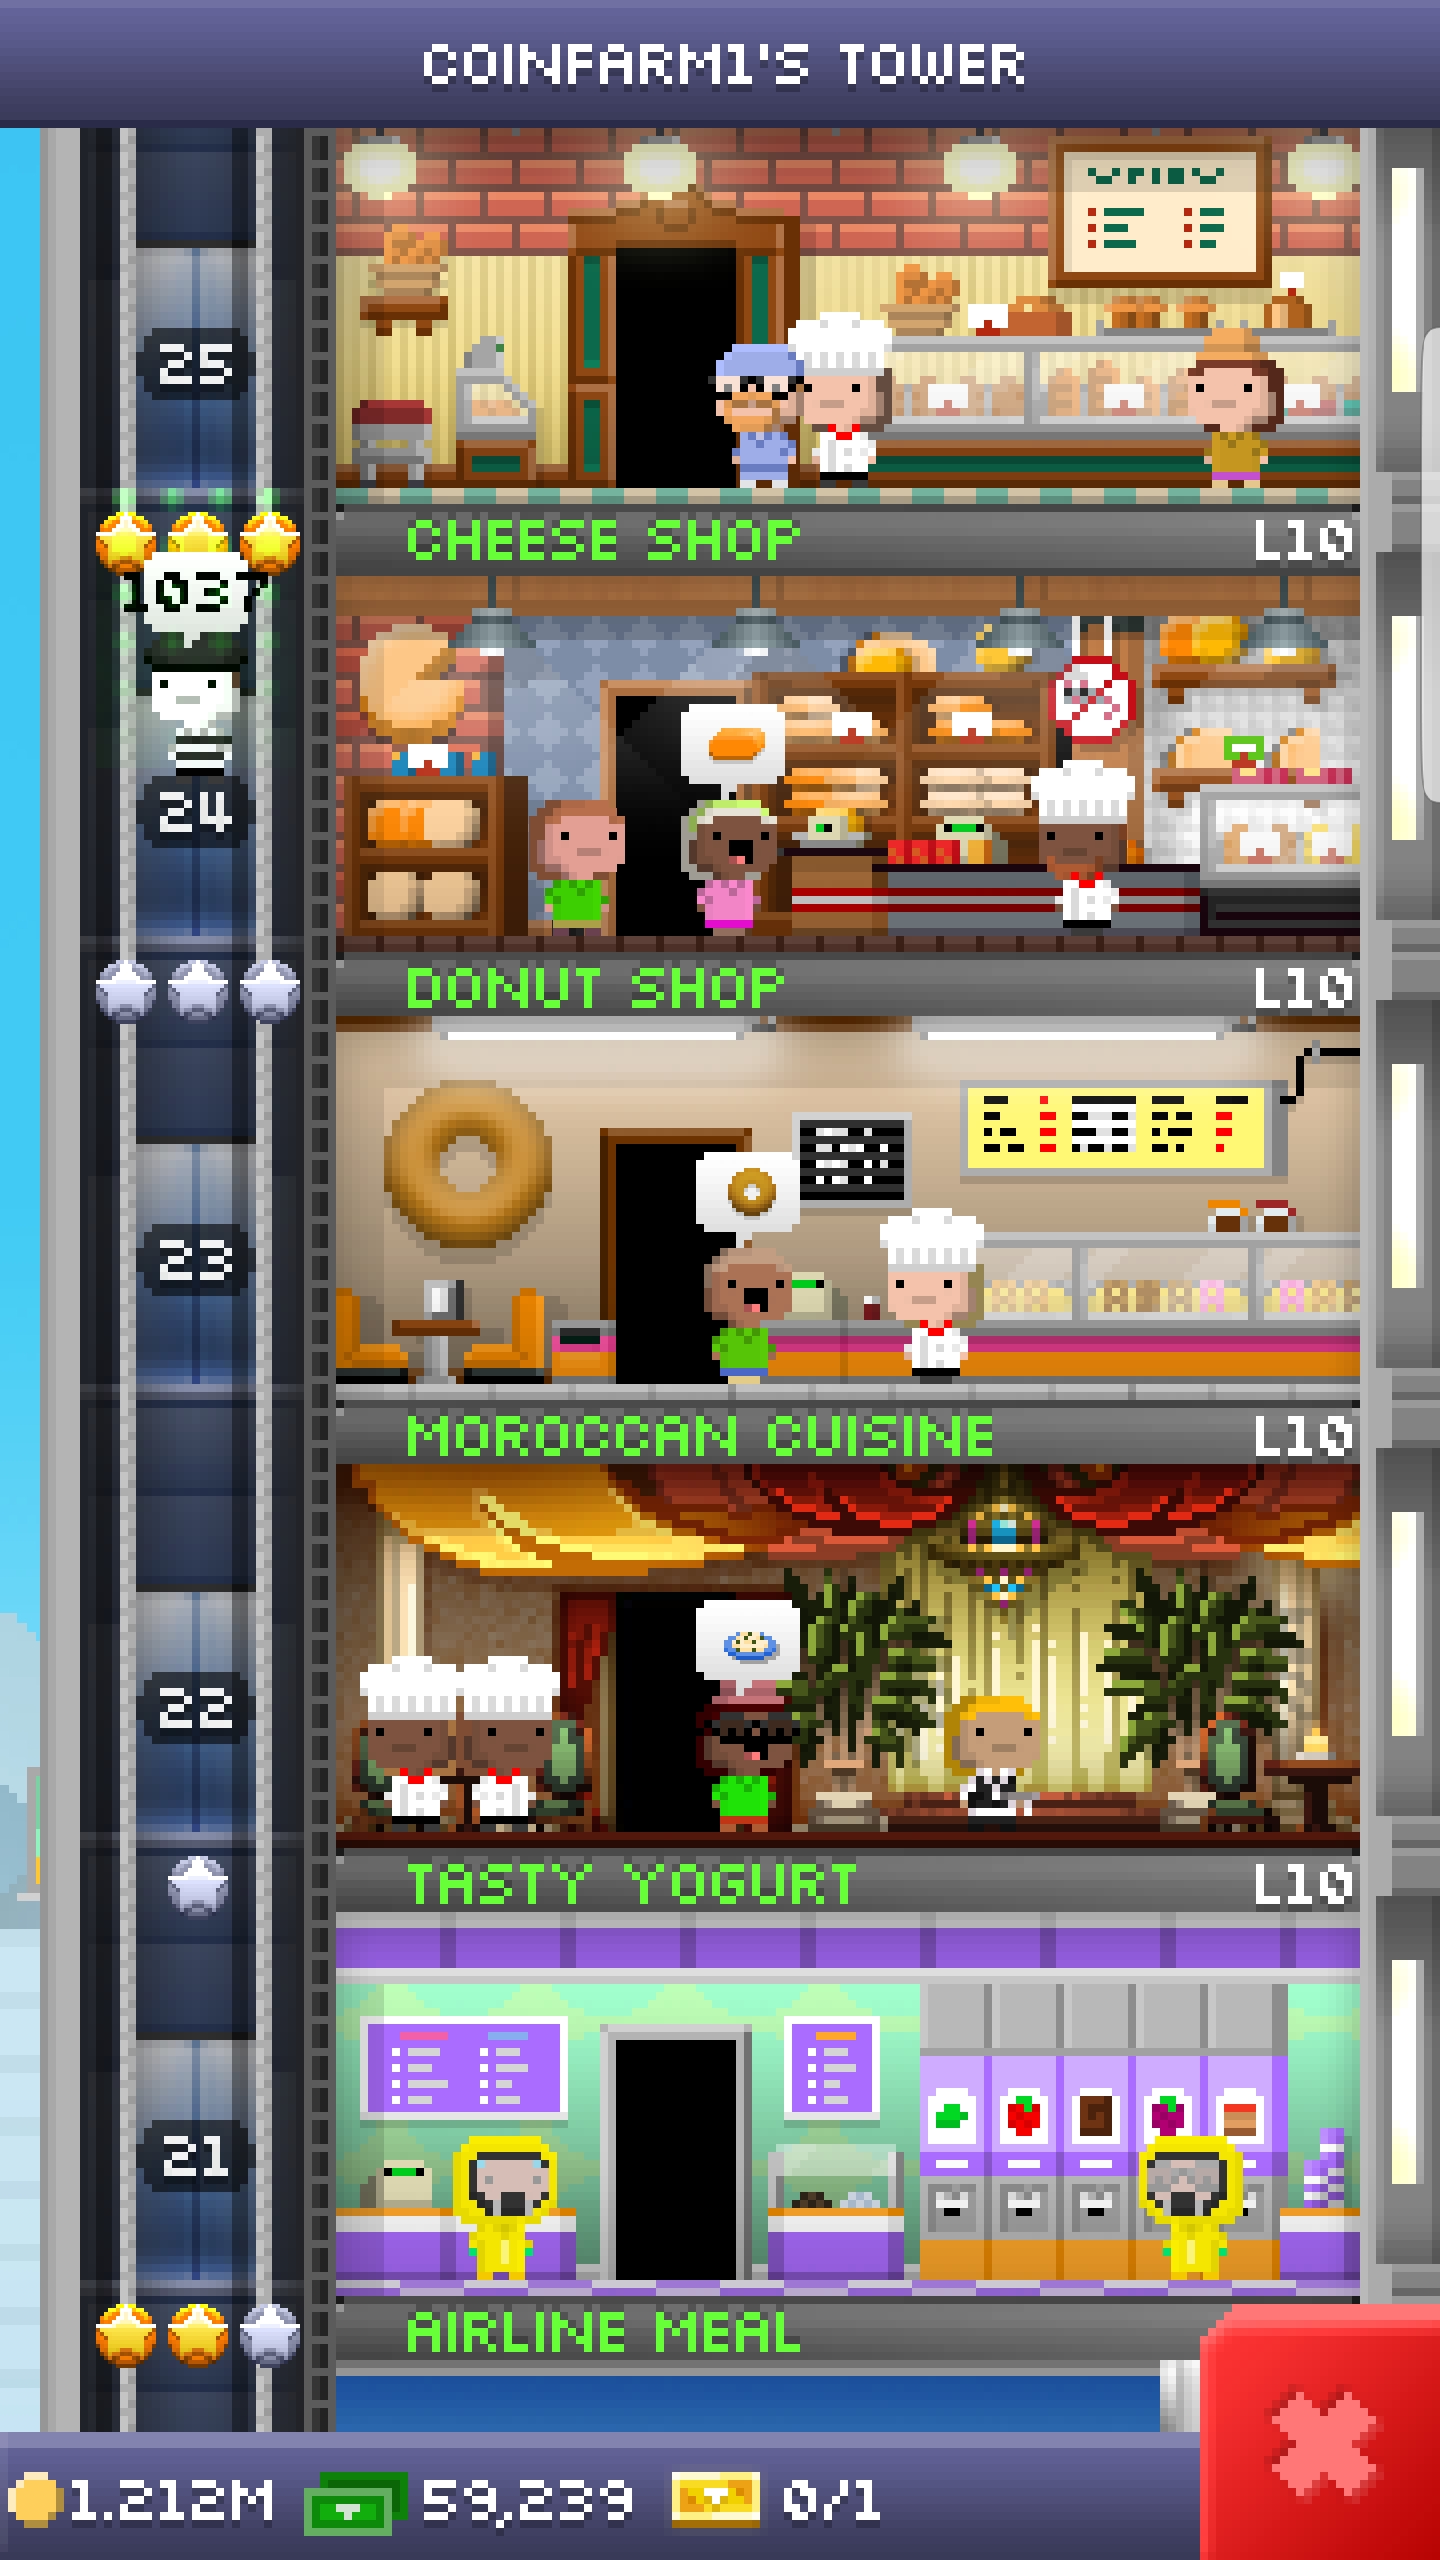 COINFARM1'S TOWER
25
CHEESE SHOP L10
1037
24
DONUT SHOP L10
23
MOROCCAN CUISINE L10
22
TASTY YOGURT L10
21
AIRLINE MEAL
1.212M 59,239 0/1